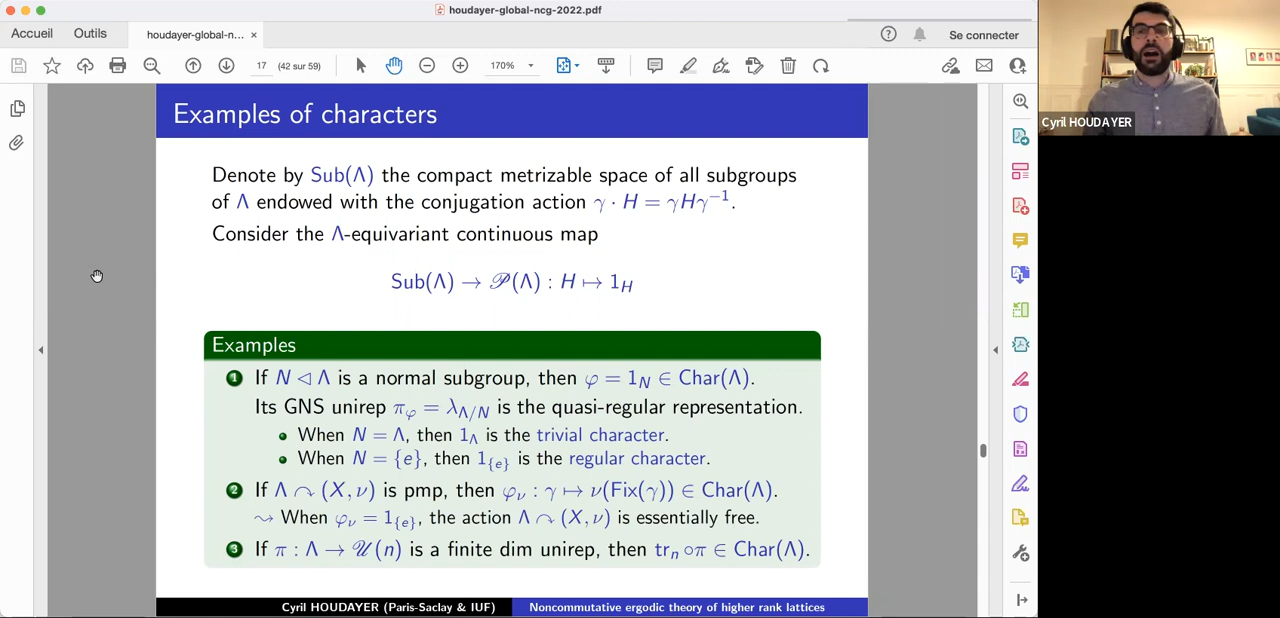 houdayer-global-ncg-2022.pdf
Accueil Outils houdayer-global-n... × Se connecter
17 (42 sur 59) 170%
Cyril HOUDAYER
Examples of characters
Denote by Sub(Λ) the compact metrizable space of all subgroups
of Λ endowed with the conjugation action γ · H = γHγ⁻¹.
Consider the Λ-equivariant continuous map
Sub(Λ) → 𝒫(Λ) : H ↦ 1_H
Examples
1 If N ◁ Λ is a normal subgroup, then φ = 1_N ∈ Char(Λ).
Its GNS unirep π_φ = λ_{Λ/N} is the quasi-regular representation.
• When N = Λ, then 1_Λ is the trivial character.
• When N = {e}, then 1_{e} is the regular character.
2 If Λ ↷ (X, ν) is pmp, then φ_ν : γ ↦ ν(Fix(γ)) ∈ Char(Λ).
⇝ When φ_ν = 1_{e}, the action Λ ↷ (X, ν) is essentially free.
3 If π : Λ → 𝒰(n) is a finite dim unirep, then tr_n ∘π ∈ Char(Λ).
Cyril HOUDAYER (Paris-Saclay & IUF) Noncommutative ergodic theory of higher rank lattices